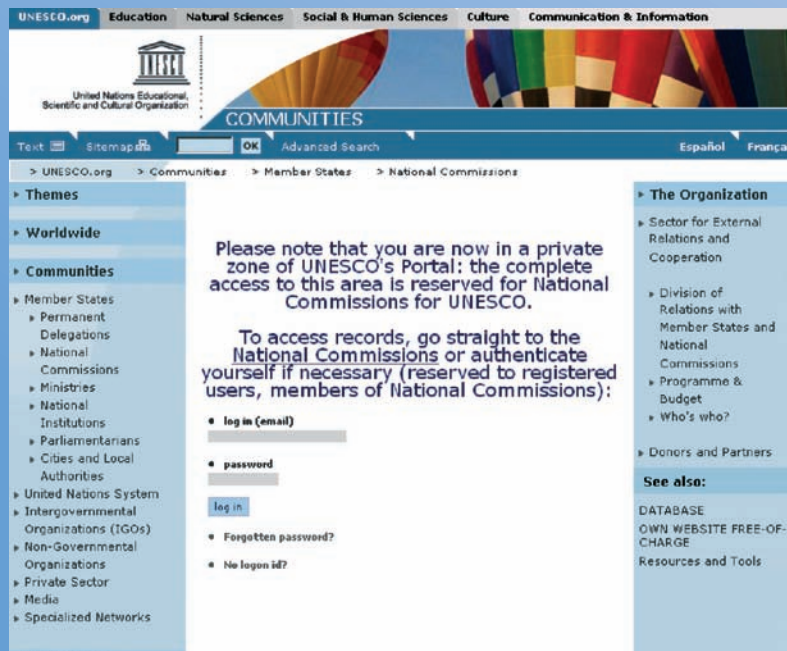 UNESCO.org Education Natural Sciences Social & Human Sciences Culture Communication & Information
United Nations Educational,
Scientific and Cultural Organization
COMMUNITIES
Text Sitemap OK Advanced Search Español França
> UNESCO.org > Communities > Member States > National Commissions
Themes
Worldwide
Communities
Member States
Permanent
Delegations
National
Commissions
Ministries
National
Institutions
Parliamentarians
Cities and Local
Authorities
United Nations System
Intergovernmental
Organizations (IGOs)
Non-Governmental
Organizations
Private Sector
Media
Specialized Networks
Please note that you are now in a private
zone of UNESCO's Portal: the complete
access to this area is reserved for National
Commissions for UNESCO.
To access records, go straight to the
National Commissions or authenticate
yourself if necessary (reserved to registered
users, members of National Commissions):
log in (email)
password
log in
Forgotten password?
No logon id?
The Organization
Sector for External
Relations and
Cooperation
Division of
Relations with
Member States and
National
Commissions
Programme &
Budget
Who's who?
Donors and Partners
See also:
DATABASE
OWN WEBSITE FREE-OF-
CHARGE
Resources and Tools